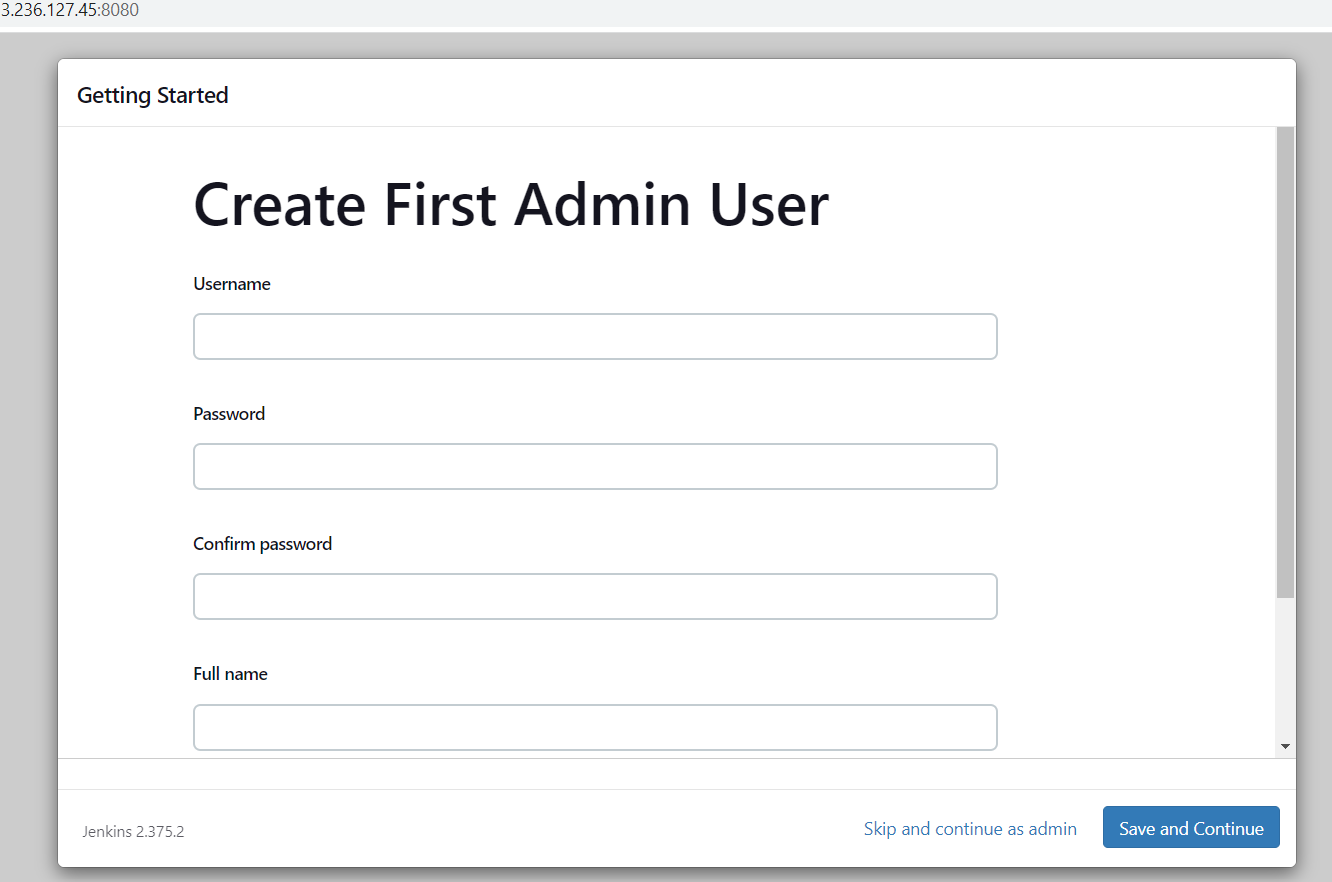 3.236.127.45:8080
Getting Started
Create First Admin User
Username
Password
Confirm password
Full name
Jenkins 2.375.2
Skip and continue as admin
Save and Continue